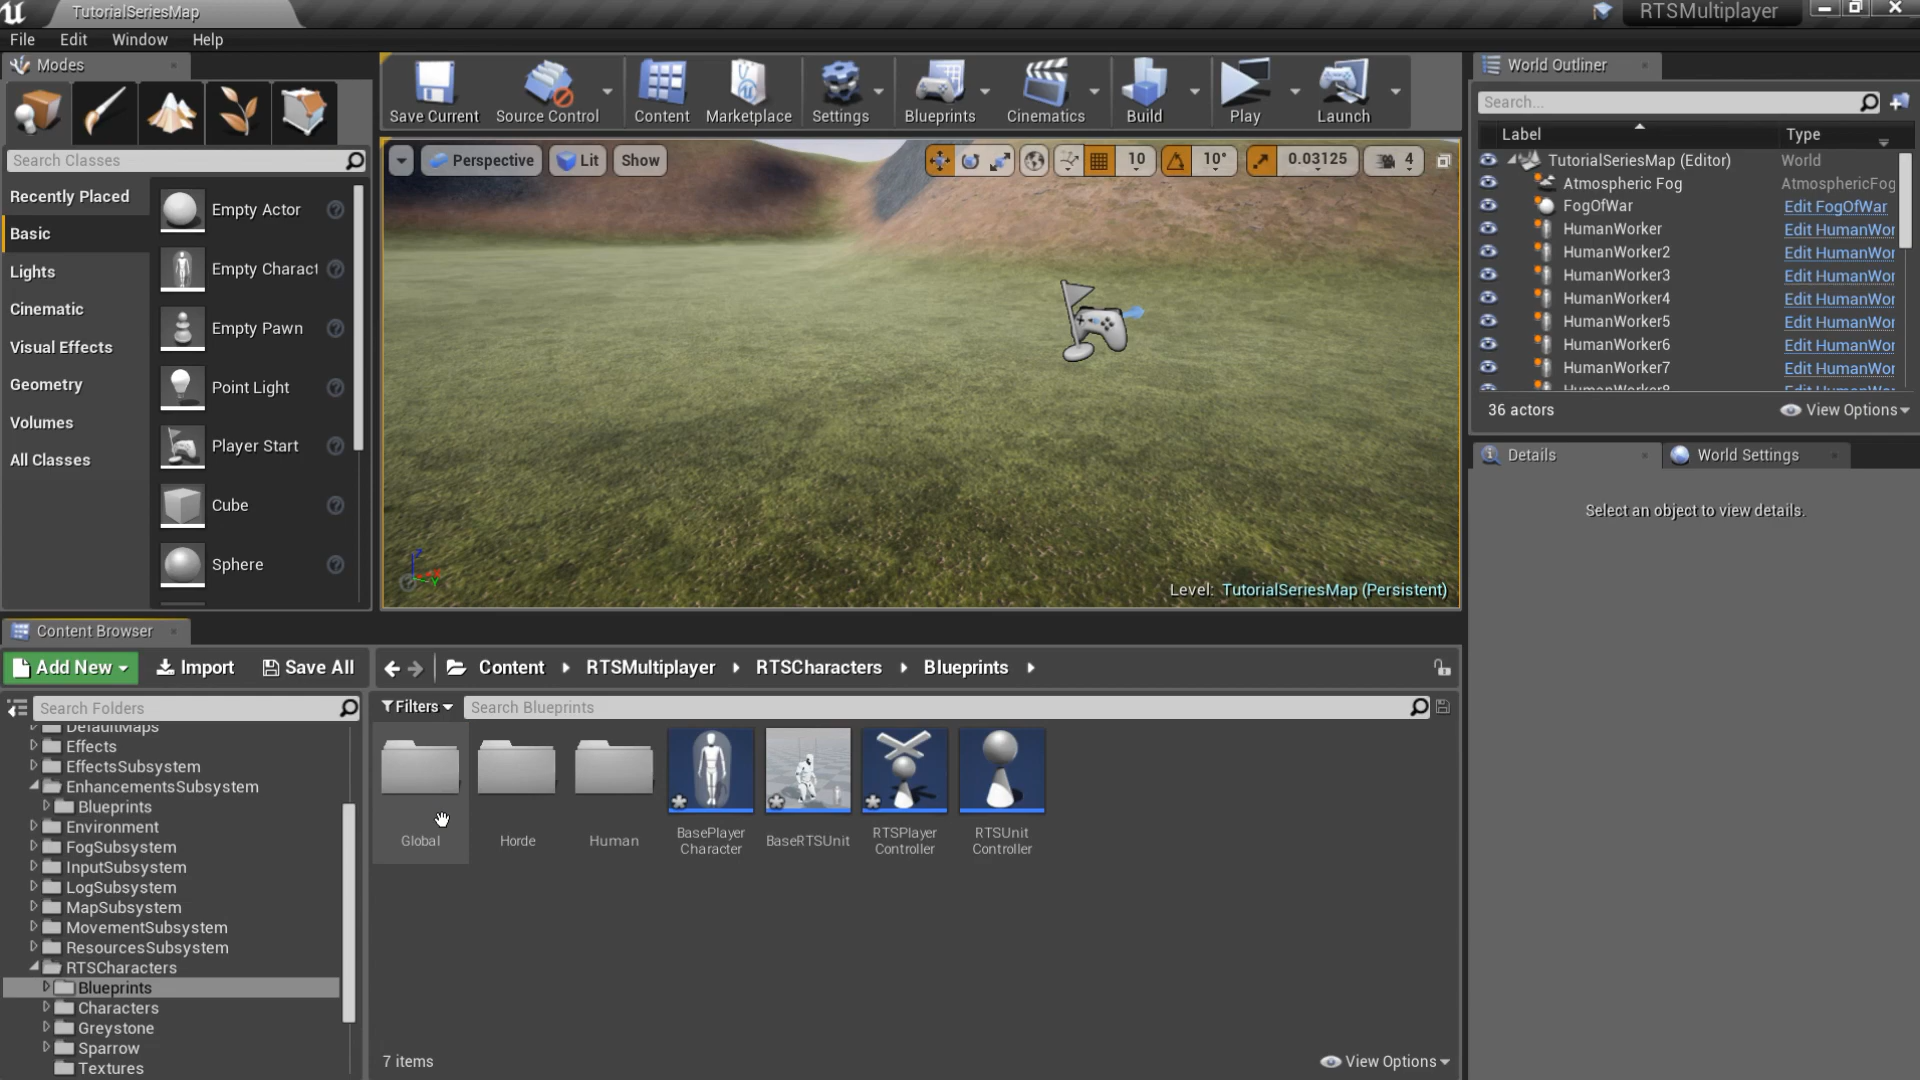 TutorialSeriesMap
RTSMultiplayer
File Edit Window Help
Modes
Search Classes
Recently Placed
Basic
Lights
Cinematic
Visual Effects
Geometry
Volumes
All Classes
Empty Actor
Empty Charact
Empty Pawn
Point Light
Player Start
Cube
Sphere
Save Current
Source Control
Content
Marketplace
Settings
Blueprints
Cinematics
Build
Play
Launch
Perspective Lit Show 10 10° 0.03125 4
Level: TutorialSeriesMap (Persistent)
World Outliner
Search...
Label Type
TutorialSeriesMap (Editor) World
Atmospheric Fog AtmosphericFog
FogOfWar Edit FogOfWar
HumanWorker Edit HumanWor
HumanWorker2 Edit HumanWor
HumanWorker3 Edit HumanWor
HumanWorker4 Edit HumanWor
HumanWorker5 Edit HumanWor
HumanWorker6 Edit HumanWor
HumanWorker7 Edit HumanWor
HumanWorker8 Edit HumanWor
36 actors View Options
Details World Settings
Select an object to view details.
Content Browser
Add New Import Save All Content RTSMultiplayer RTSCharacters Blueprints
Search Folders
DefaultMaps
Effects
EffectsSubsystem
EnhancementsSubsystem
Blueprints
Environment
FogSubsystem
InputSubsystem
LogSubsystem
MapSubsystem
MovementSubsystem
ResourcesSubsystem
RTSCharacters
Blueprints
Characters
Greystone
Sparrow
Textures
Filters Search Blueprints
Global
Horde
Human
BasePlayer
Character
BaseRTSUnit
RTSPlayer
Controller
RTSUnit
Controller
7 items View Options